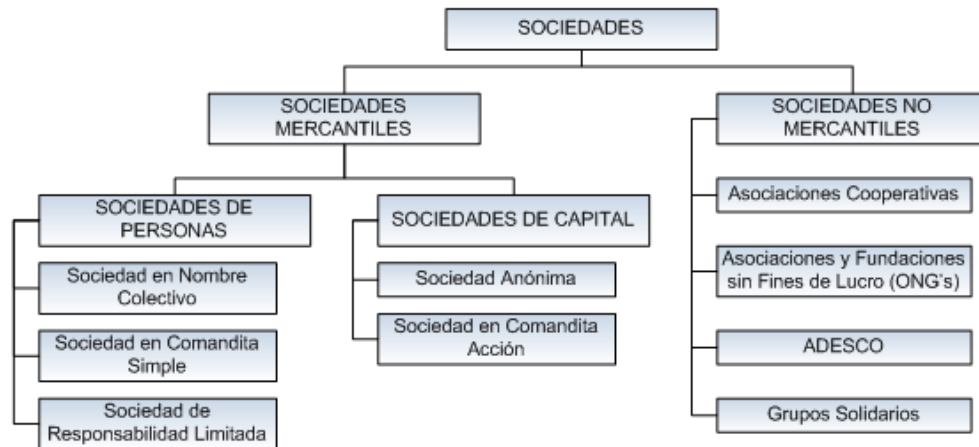 SOCIEDADES
SOCIEDADES
MERCANTILES
SOCIEDADES NO
MERCANTILES
SOCIEDADES DE
PERSONAS
Sociedad en Nombre
Colectivo
Sociedad en Comandita
Simple
Sociedad de
Responsabilidad Limitada
SOCIEDADES DE CAPITAL
Sociedad Anónima
Sociedad en Comandita
Acción
Asociaciones Cooperativas
Asociaciones y Fundaciones
sin Fines de Lucro (ONG's)
ADESCO
Grupos Solidarios